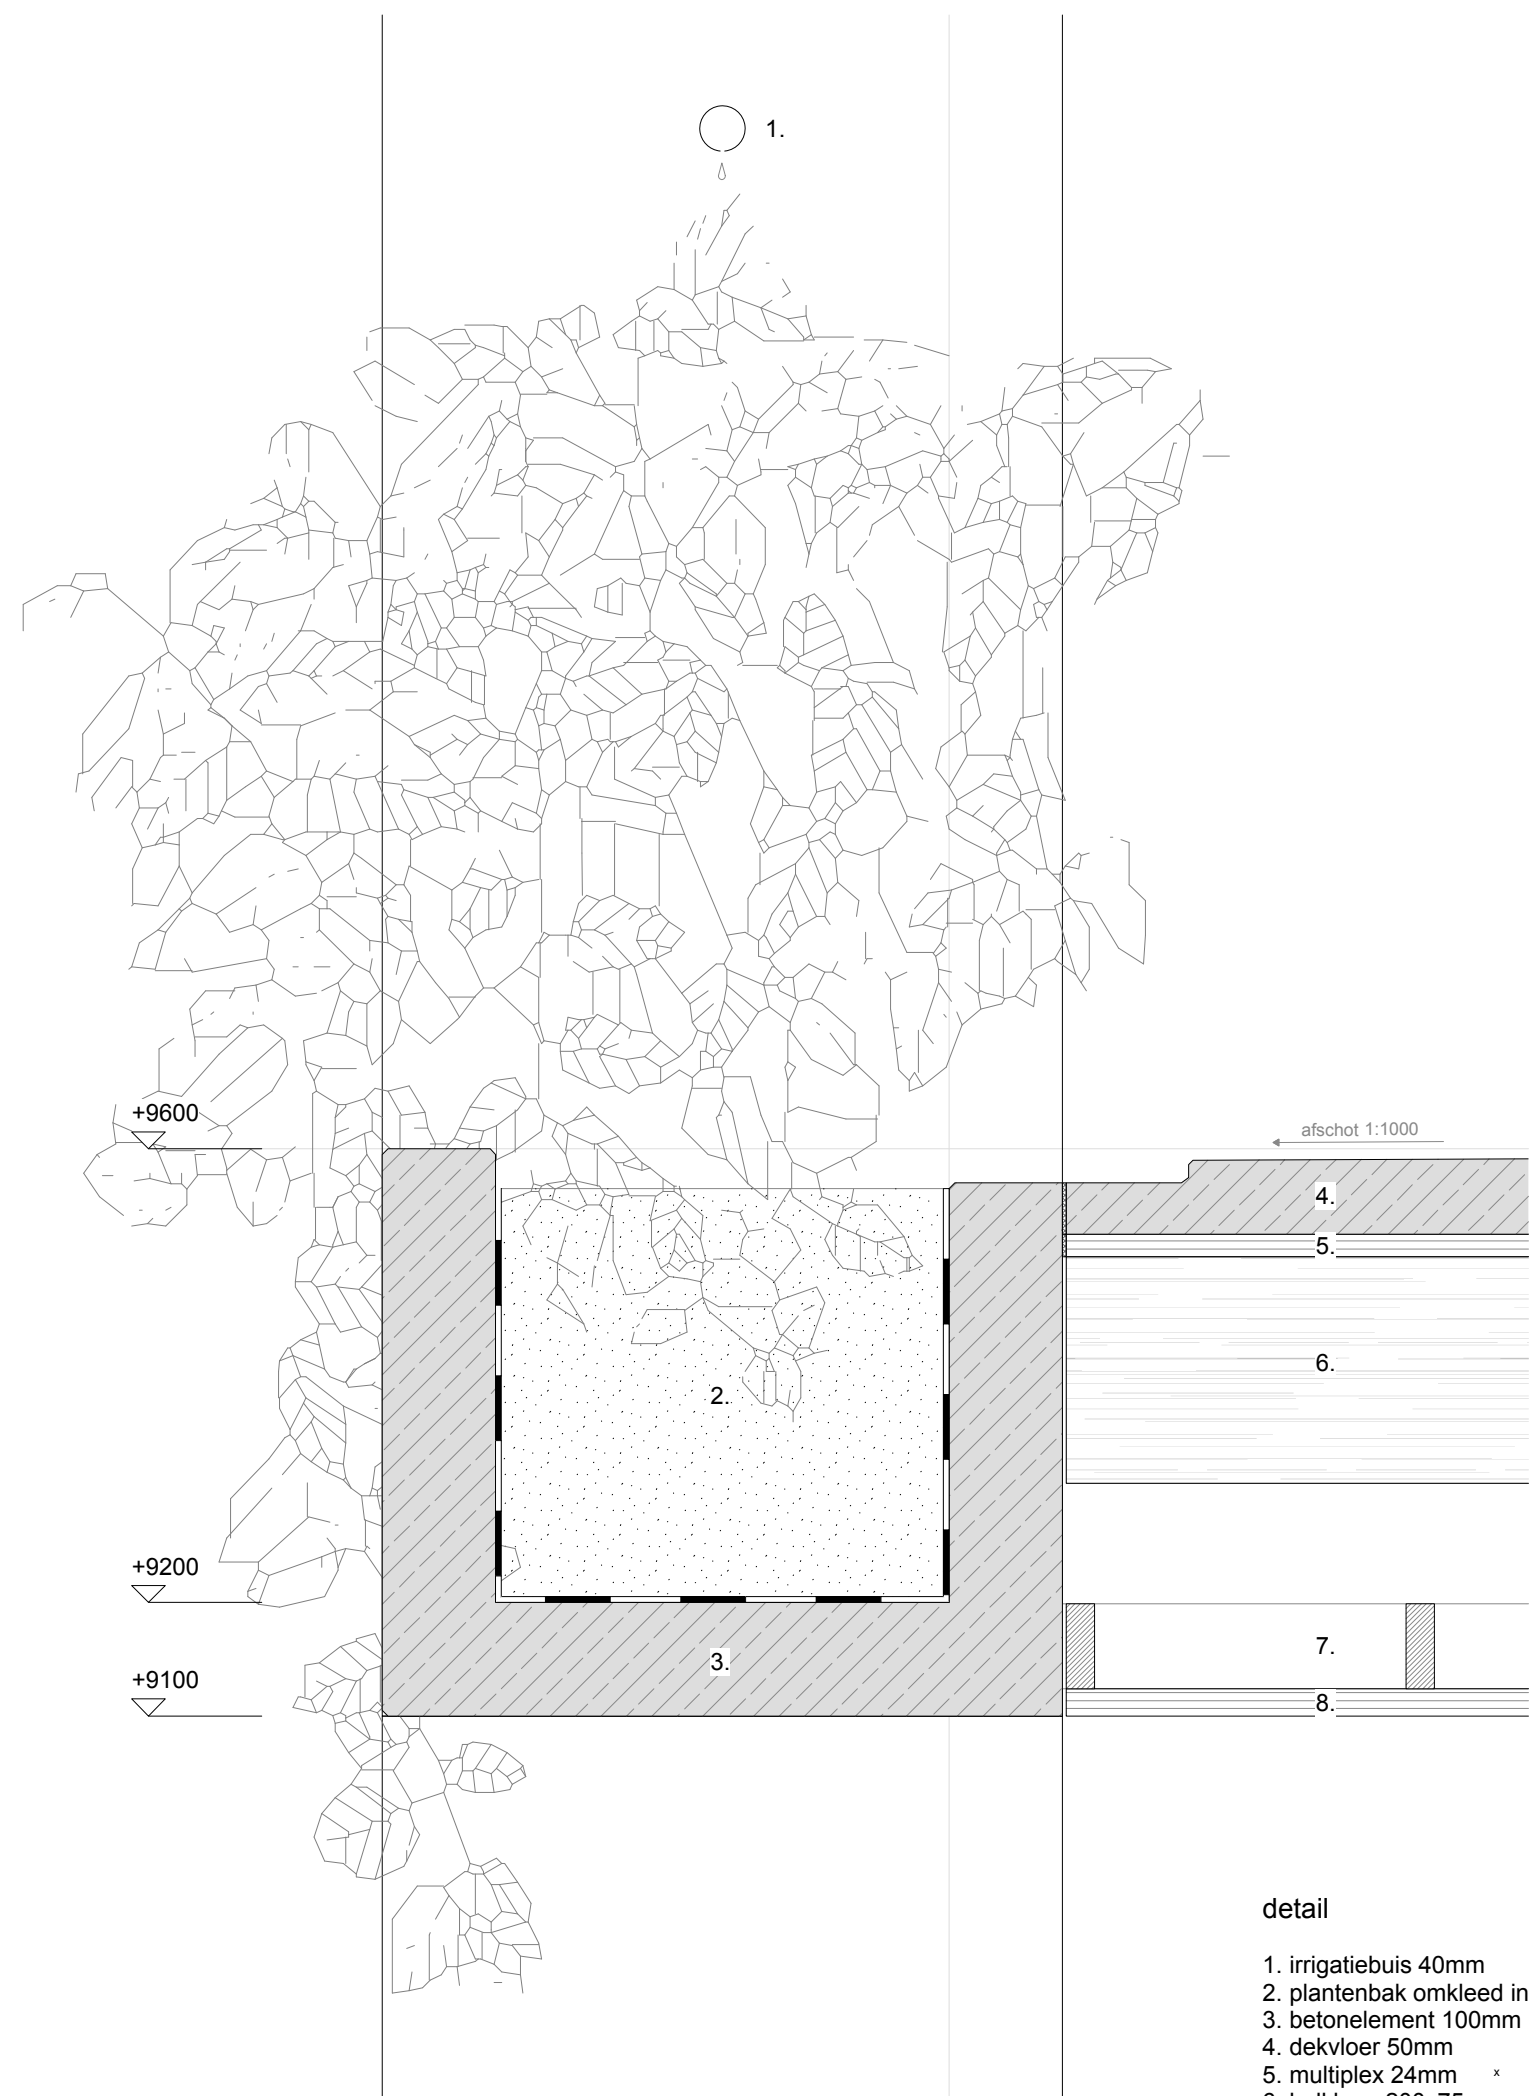 1.
+9600
afschot 1:1000
4.
5.
6.
2.
+9200
7.
3.
+9100
8.
detail
1. irrigatiebuis 40mm
2. plantenbak omkleed in
3. betonelement 100mm
4. dekvloer 50mm
5. multiplex 24mm x